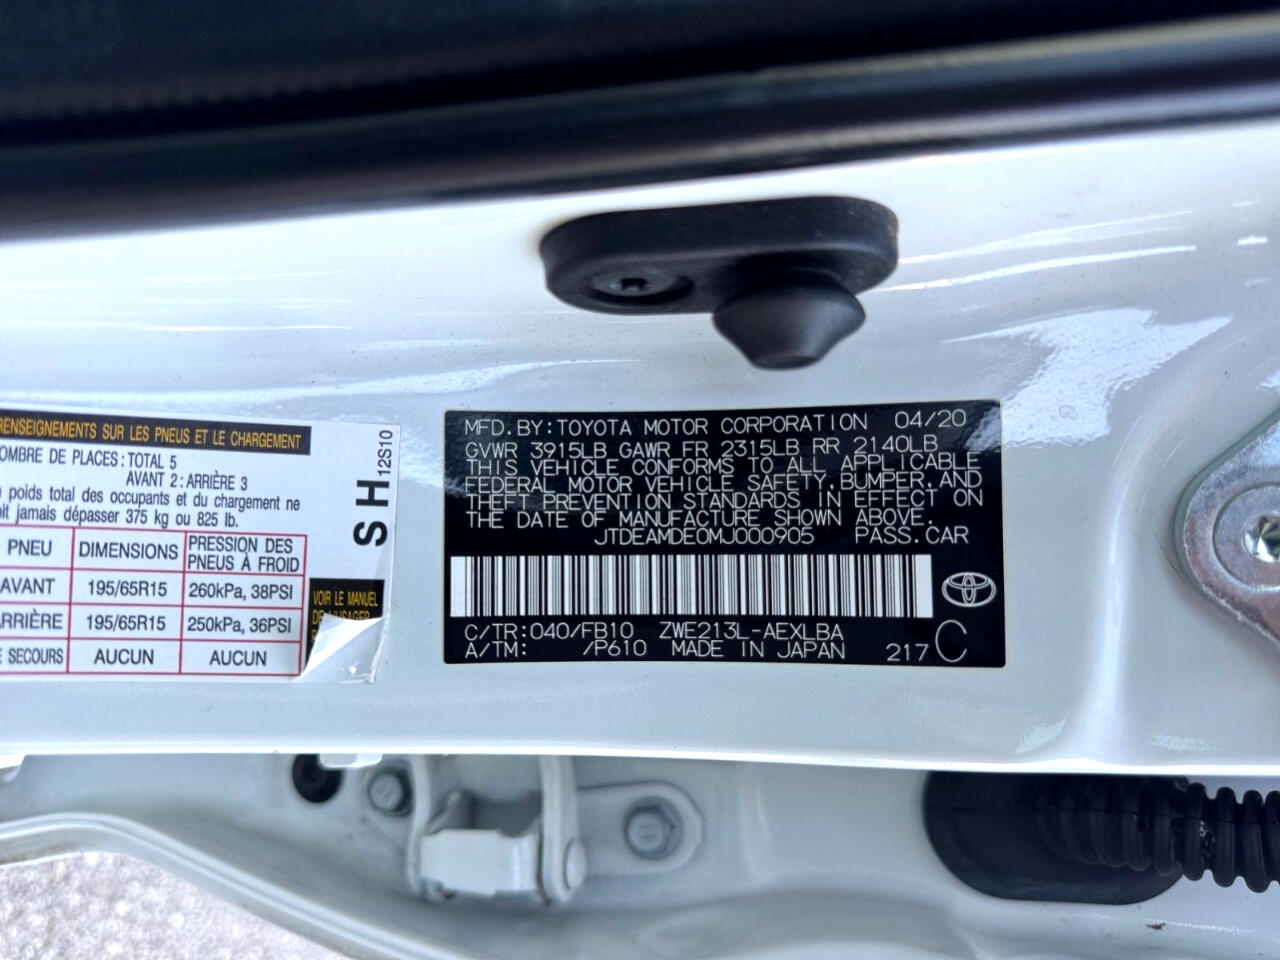 RENSEIGNEMENTS SUR LES PNEUS ET LE CHARGEMENT
OMBRE DE PLACES: TOTAL 5
AVANT 2: ARRIÈRE 3
poids total des occupants et du chargement ne
oit jamais dépasser 375 kg ou 825 lb.
PNEU DIMENSIONS PRESSION DES PNEUS À FROID
AVANT 195/65R15 260kPa, 38PSI
ARRIÈRE 195/65R15 250kPa, 36PSI
SECOURS AUCUN AUCUN
VOIR LE MANUEL
DE L'USAGER
S H 12S10
MFD. BY: TOYOTA MOTOR CORPORATION 04/20
GVWR 3915LB GAWR FR 2315LB RR 2140LB
THIS VEHICLE CONFORMS TO ALL APPLICABLE
FEDERAL MOTOR VEHICLE SAFETY, BUMPER, AND
THEFT PREVENTION STANDARDS IN EFFECT ON
THE DATE OF MANUFACTURE SHOWN ABOVE.
JTDEAMDE0MJ000905 PASS. CAR
C/TR: 040/FB10 ZWE213L-AEXLBA
A/TM: /P610 MADE IN JAPAN 217 C